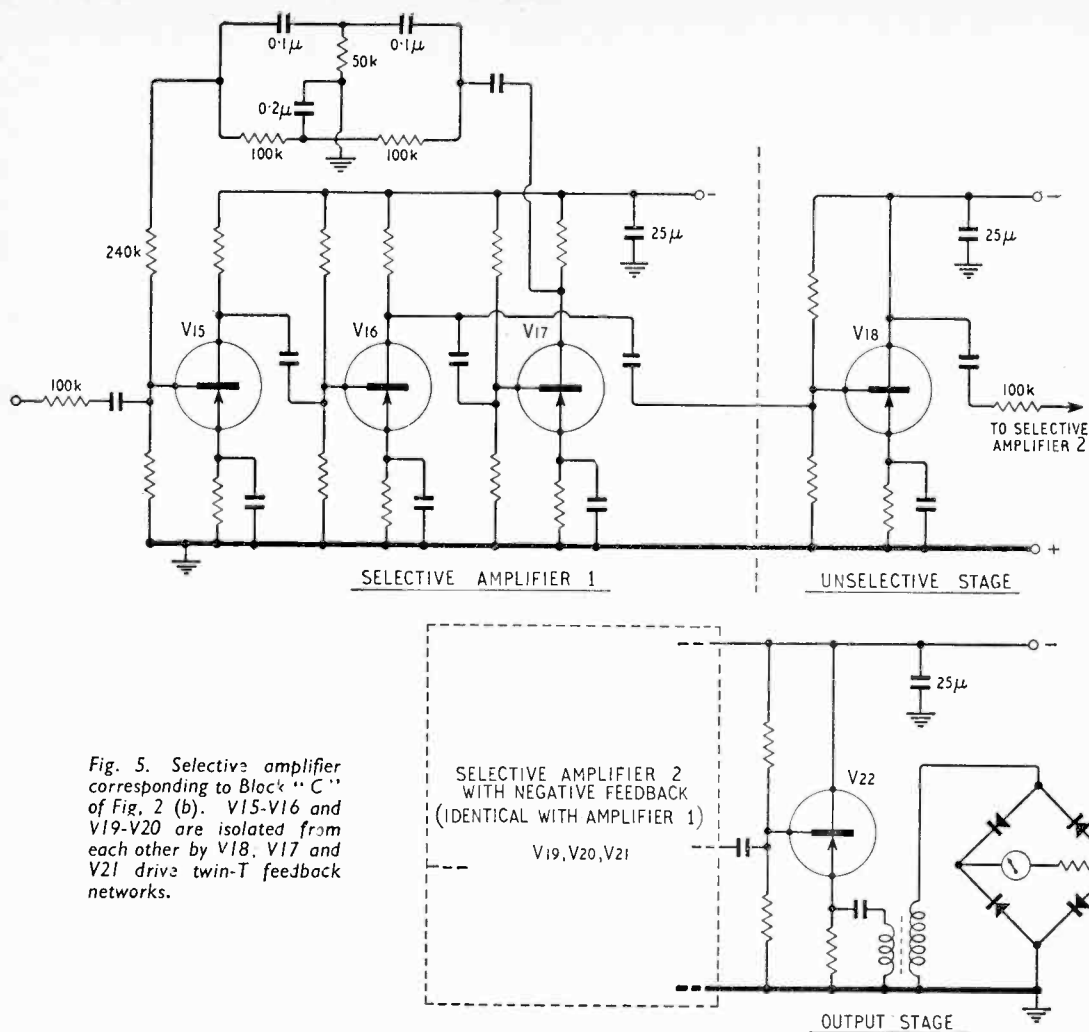 0·1μ
0·1μ
50k
0·2μ
100k
100k
240k
25μ
-
25μ
-
V15
V16
V17
V18
100k
TO SELECTIVE
AMPLIFIER 2
+
SELECTIVE AMPLIFIER 1
UNSELECTIVE STAGE
-
25μ
SELECTIVE AMPLIFIER 2
WITH NEGATIVE FEEDBACK
(IDENTICAL WITH AMPLIFIER 1)
V19,V20,V21
V22
OUTPUT STAGE
Fig. 5. Selective amplifier
corresponding to Block "C"
of Fig, 2 (b). V15-V16 and
V19-V20 are isolated from
each other by V18, V17 and
V21 drive twin-T feedback
networks.